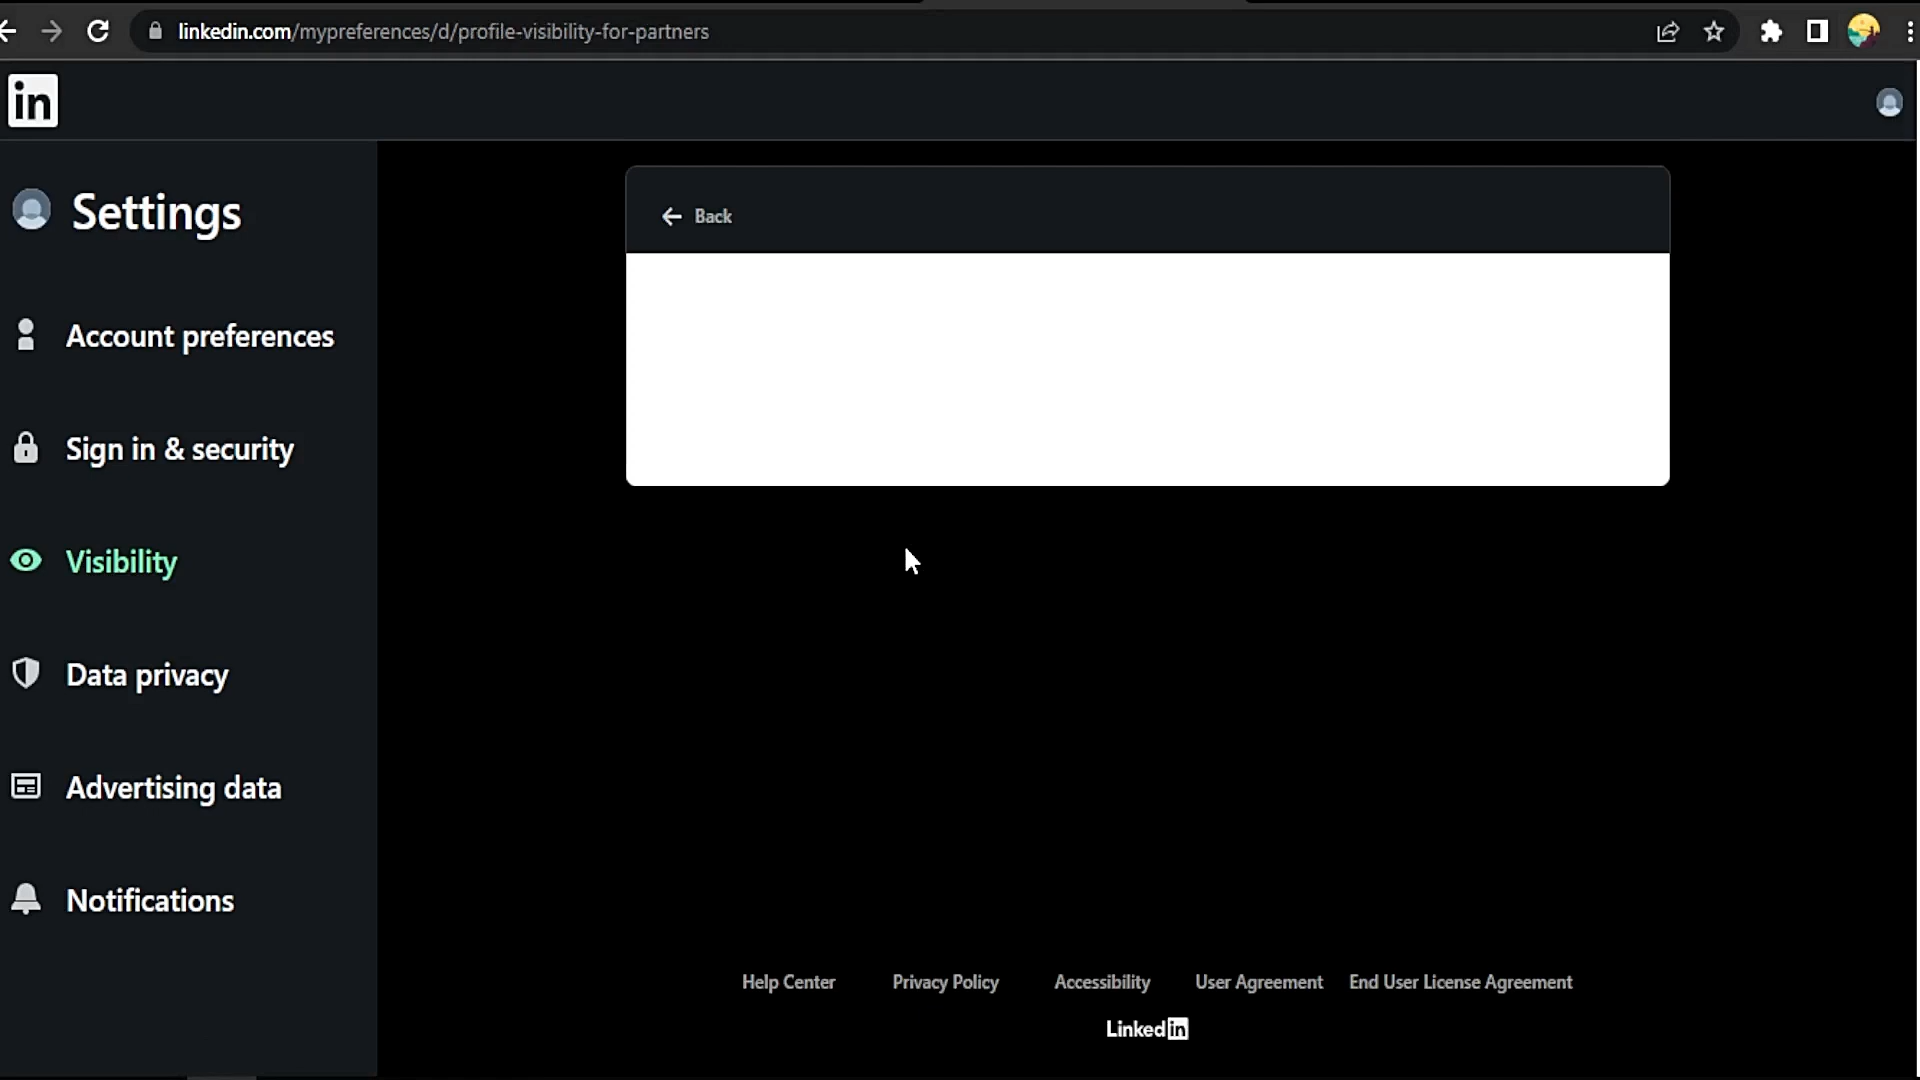 linkedin.com/mypreferences/d/profile-visibility-for-partners
in
Settings
Account preferences
Sign in & security
Visibility
Data privacy
Advertising data
Notifications
Back
Help Center Privacy Policy Accessibility User Agreement End User License Agreement
Linkedin